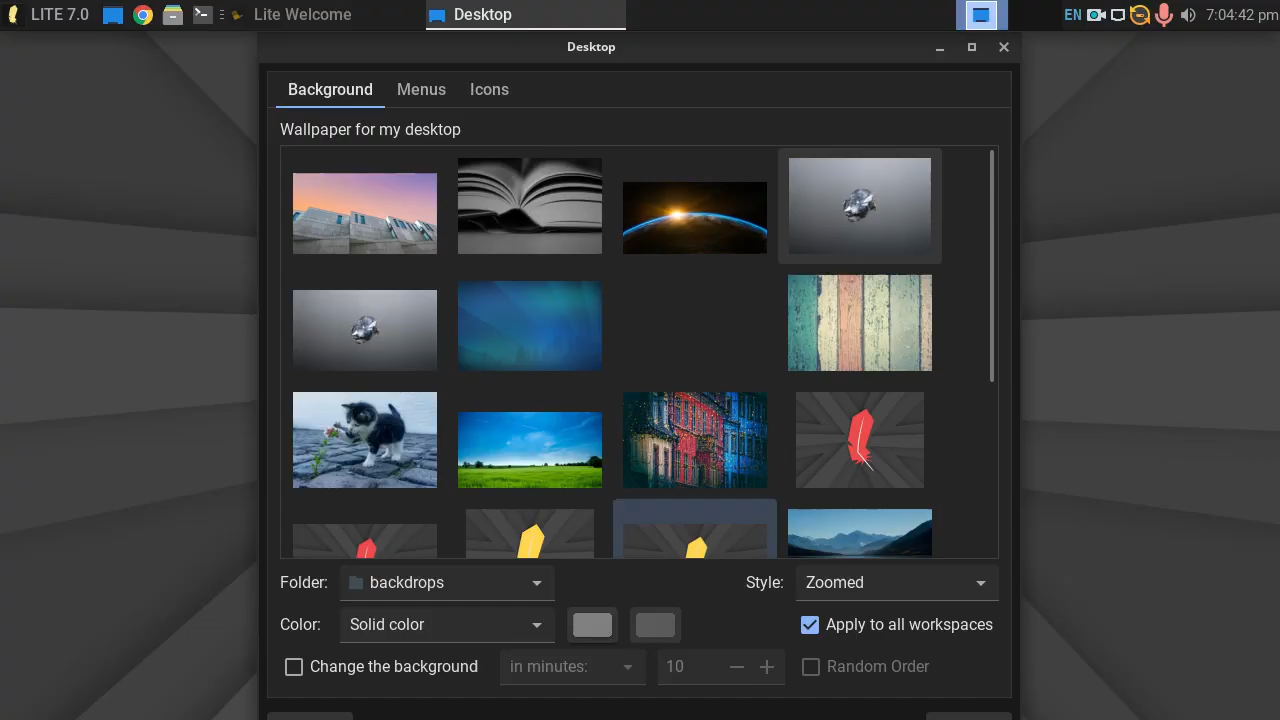 LITE 7.0
Lite Welcome
Desktop
EN
7:04:42 pm
Desktop
Background
Menus
Icons
Wallpaper for my desktop
Folder:
backdrops
Style:
Zoomed
Color:
Solid color
Apply to all workspaces
Change the background
in minutes:
10
Random Order